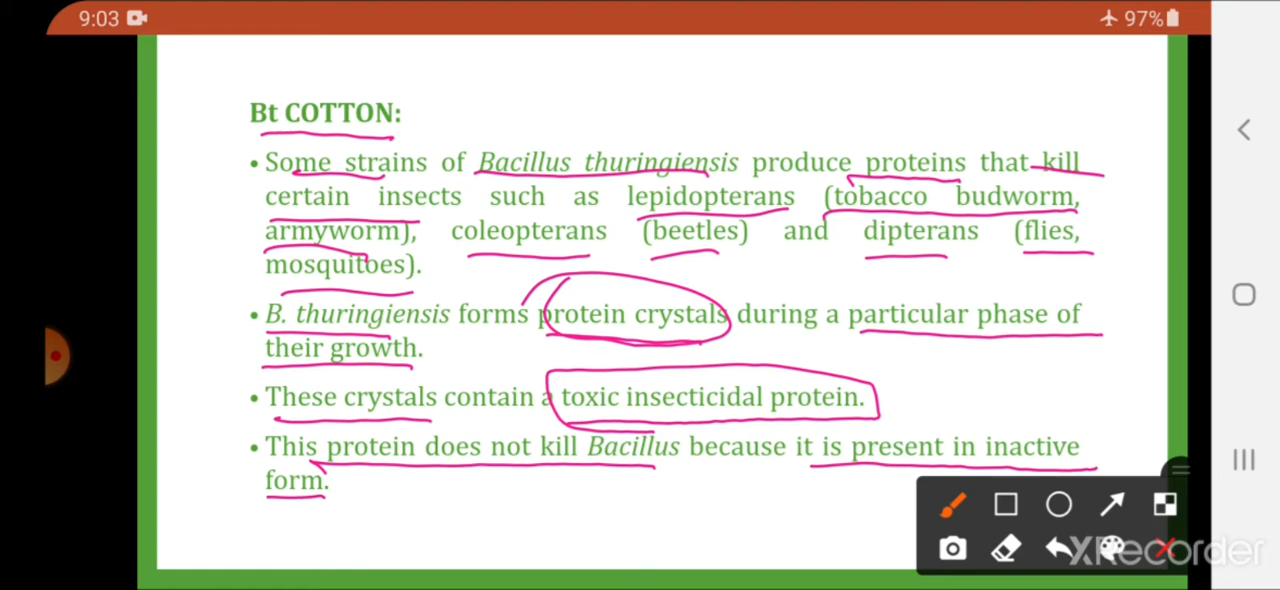 9:03
97%
Bt COTTON:
• Some strains of Bacillus thuringiensis produce proteins that kill
certain insects such as lepidopterans (tobacco budworm,
armyworm), coleopterans (beetles) and dipterans (flies,
mosquitoes).
• B. thuringiensis forms protein crystals during a particular phase of
their growth.
• These crystals contain a toxic insecticidal protein.
• This protein does not kill Bacillus because it is present in inactive
form.
XRecorder